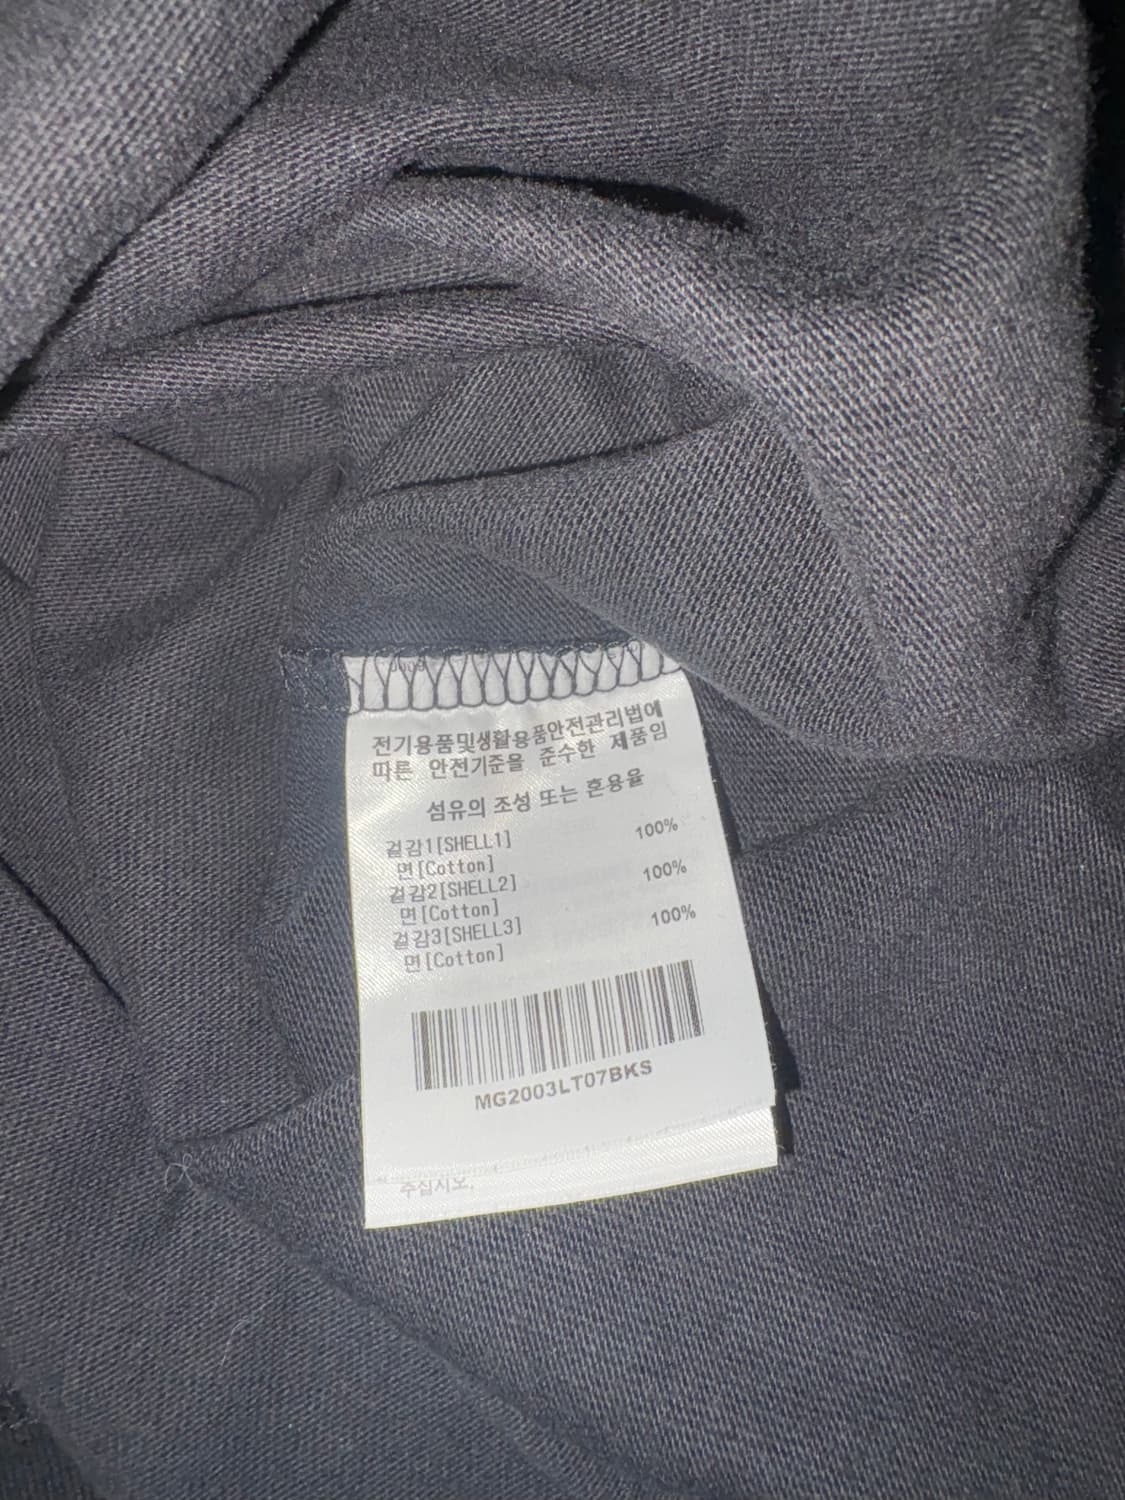 전기용품및생활용품안전관리법에
따른 안전기준을 준수한 제품임
섬유의 조성 또는 혼용율
겉감1[SHELL1] 100%
면[Cotton]
겉감2[SHELL2] 100%
면[Cotton]
겉감3[SHELL3] 100%
면[Cotton]
MG2003LT07BKS
주십시오.